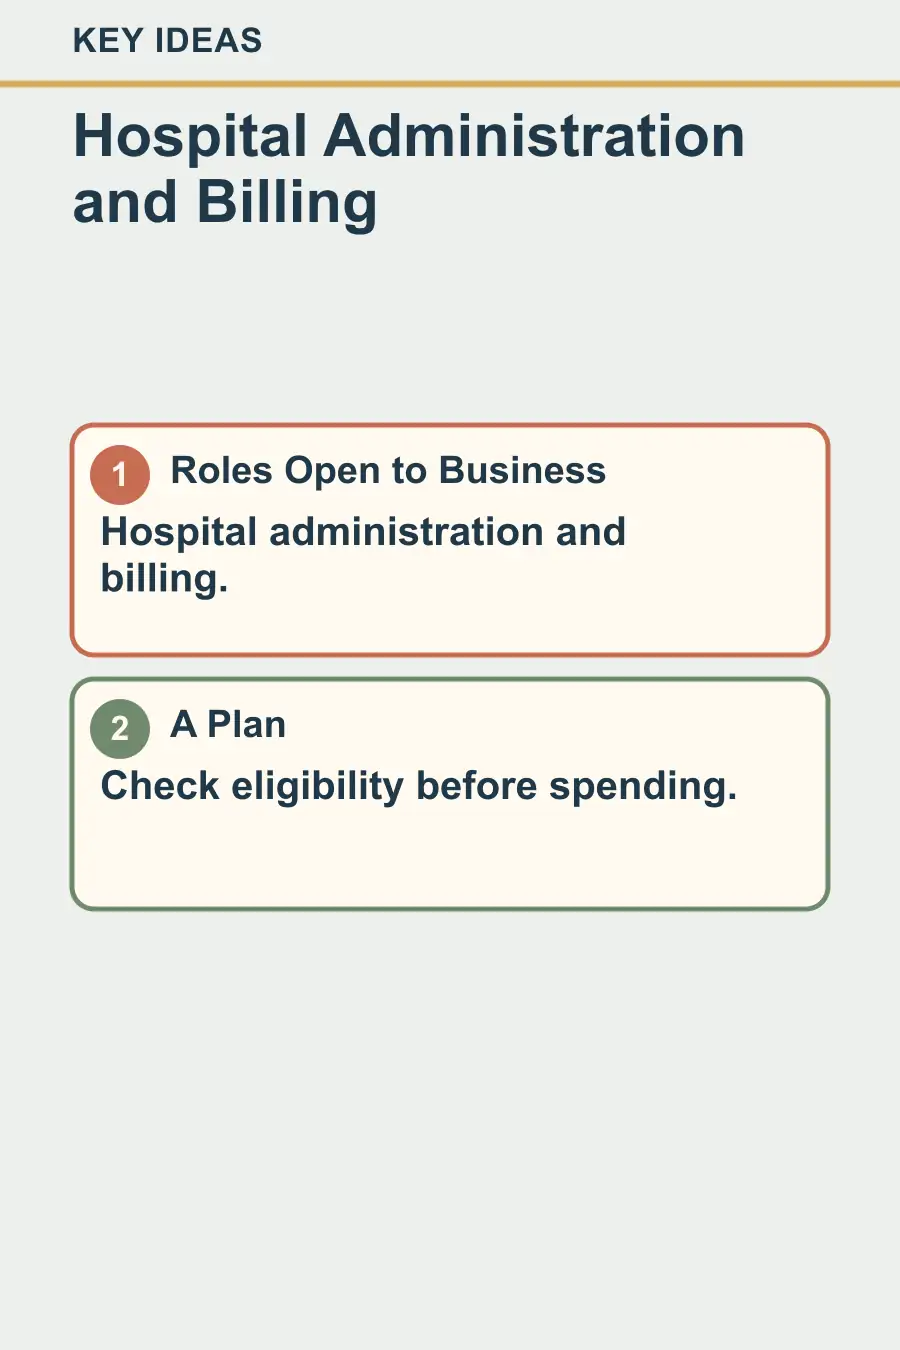 KEY IDEAS
Hospital Administration
and Billing
1 Roles Open to Business
Hospital administration and
billing.
2 A Plan
Check eligibility before spending.